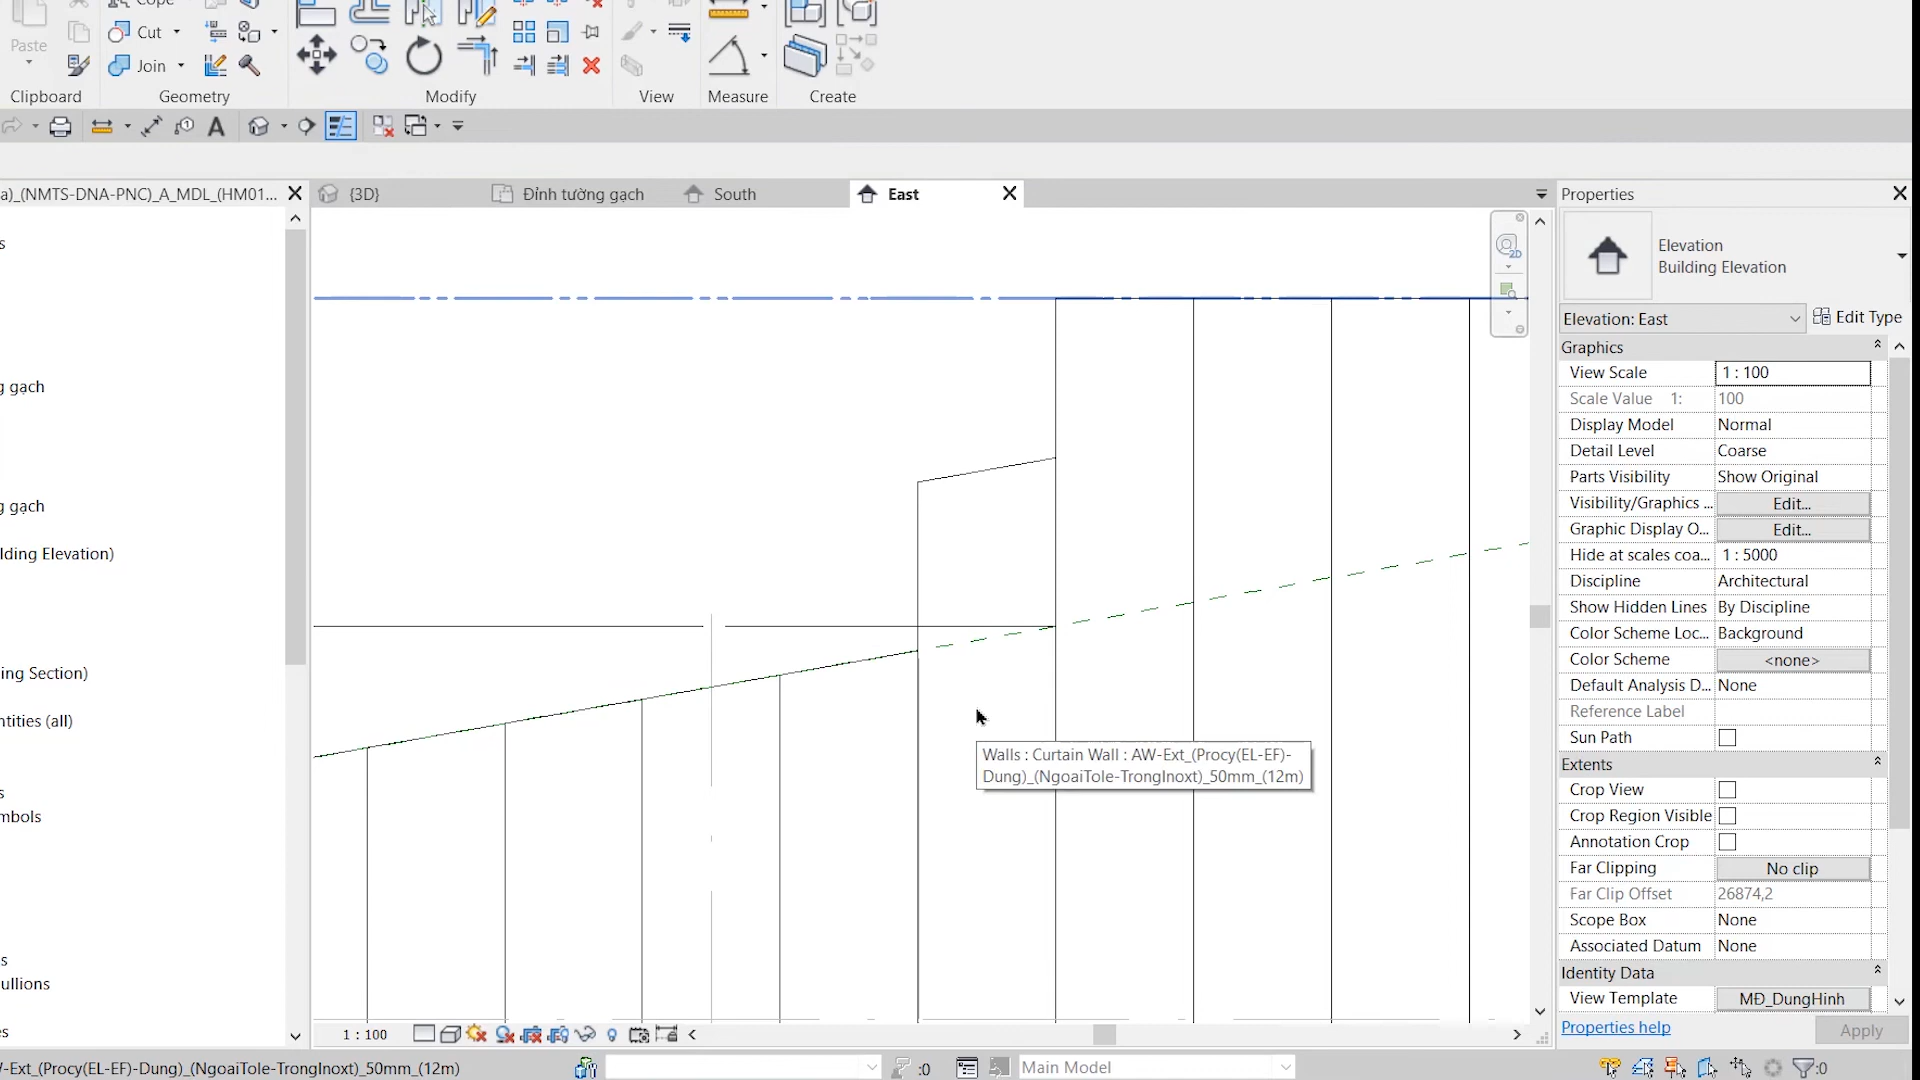 Cope
Paste
Cut
Join
Clipboard
Geometry
Modify
View
Measure
Create
a)_(NMTS-DNA-PNC)_A_MDL_(HM01...
{3D}
Đỉnh tường gạch
South
East
Properties
s
Elevation
Building Elevation
Elevation: East
Edit Type
Graphics
View Scale 1 : 100
Scale Value 1: 100
Display Model Normal
Detail Level Coarse
Parts Visibility Show Original
Visibility/Graphics ... Edit...
Graphic Display O... Edit...
Hide at scales coa... 1 : 5000
Discipline Architectural
Show Hidden Lines By Discipline
Color Scheme Loc... Background
Color Scheme <none>
Default Analysis D... None
Reference Label
Sun Path
Extents
Crop View
Crop Region Visible
Annotation Crop
Far Clipping No clip
Far Clip Offset 26874,2
Scope Box None
Associated Datum None
Identity Data
View Template MĐ_DungHinh
Properties help
Apply
g gạch
g gạch
lding Elevation)
ing Section)
ntities (all)
s
mbols
s
ullions
es
2D
Walls : Curtain Wall : AW-Ext_(Procy(EL-EF)-
Dung)_(NgoaiTole-TrongInoxt)_50mm_(12m)
1 : 100
/-Ext_(Procy(EL-EF)-Dung)_(NgoaiTole-TrongInoxt)_50mm_(12m)
:0
Main Model
:0